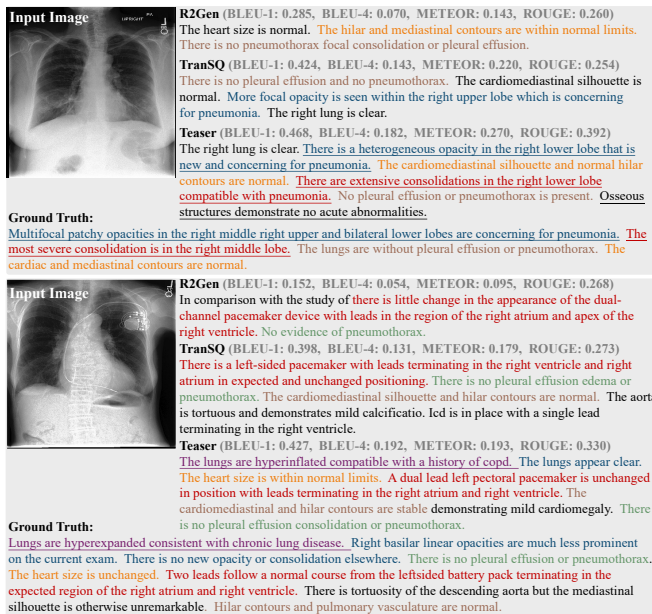 Input Image
UPRIGHT PA
R2Gen (BLEU-1: 0.285, BLEU-4: 0.070, METEOR: 0.143, ROUGE: 0.260)
The heart size is normal. The hilar and mediastinal contours are within normal limits.
There is no pneumothorax focal consolidation or pleural effusion.
TranSQ (BLEU-1: 0.424, BLEU-4: 0.143, METEOR: 0.220, ROUGE: 0.254)
There is no pleural effusion and no pneumothorax. The cardiomediastinal silhouette is
normal. More focal opacity is seen within the right upper lobe which is concerning
for pneumonia. The right lung is clear.
Teaser (BLEU-1: 0.468, BLEU-4: 0.182, METEOR: 0.270, ROUGE: 0.392)
The right lung is clear. There is a heterogeneous opacity in the right lower lobe that is
new and concerning for pneumonia. The cardiomediastinal silhouette and normal hilar
contours are normal. There are extensive consolidations in the right lower lobe
compatible with pneumonia. No pleural effusion or pneumothorax is present. Osseous
structures demonstrate no acute abnormalities.
Ground Truth:
Multifocal patchy opacities in the right middle right upper and bilateral lower lobes are concerning for pneumonia. The
most severe consolidation is in the right middle lobe. The lungs are without pleural effusion or pneumothorax. The
cardiac and mediastinal contours are normal.
Input Image
R2Gen (BLEU-1: 0.152, BLEU-4: 0.054, METEOR: 0.095, ROUGE: 0.268)
In comparison with the study of there is little change in the appearance of the dual-
channel pacemaker device with leads in the region of the right atrium and apex of the
right ventricle. No evidence of pneumothorax.
TranSQ (BLEU-1: 0.398, BLEU-4: 0.131, METEOR: 0.179, ROUGE: 0.273)
There is a left-sided pacemaker with leads terminating in the right ventricle and right
atrium in expected and unchanged positioning. There is no pleural effusion edema or
pneumothorax. The cardiomediastinal silhouette and hilar contours are normal. The aort
is tortuous and demonstrates mild calcificatio. Icd is in place with a single lead
terminating in the right ventricle.
Teaser (BLEU-1: 0.427, BLEU-4: 0.192, METEOR: 0.193, ROUGE: 0.330)
The lungs are hyperinflated compatible with a history of copd. The lungs appear clear.
The heart size is within normal limits. A dual lead left pectoral pacemaker is unchanged
in position with leads terminating in the right atrium and right ventricle. The
cardiomediastinal and hilar contours are stable demonstrating mild cardiomegaly. There
is no pleural effusion consolidation or pneumothorax.
Ground Truth:
Lungs are hyperexpanded consistent with chronic lung disease. Right basilar linear opacities are much less prominent
on the current exam. There is no new opacity or consolidation elsewhere. There is no pleural effusion or pneumothorax.
The heart size is unchanged. Two leads follow a normal course from the leftsided battery pack terminating in the
expected region of the right atrium and right ventricle. There is tortuosity of the descending aorta but the mediastinal
silhouette is otherwise unremarkable. Hilar contours and pulmonary vasculature are normal.